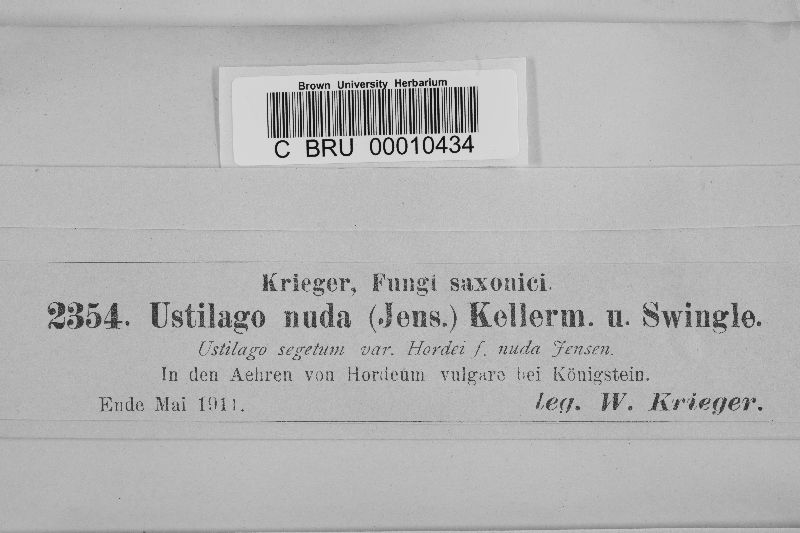 Brown University Herbarium
C BRU 00010434
Krieger, Fungi saxonici.
2354. Ustilago nuda (Jens.) Kellerm. u. Swingle.
Ustilago segetum var. Hordei f. nuda Jensen.
In den Aehren von Hordeum vulgare bei Königstein.
Ende Mai 1911. leg. W. Krieger.